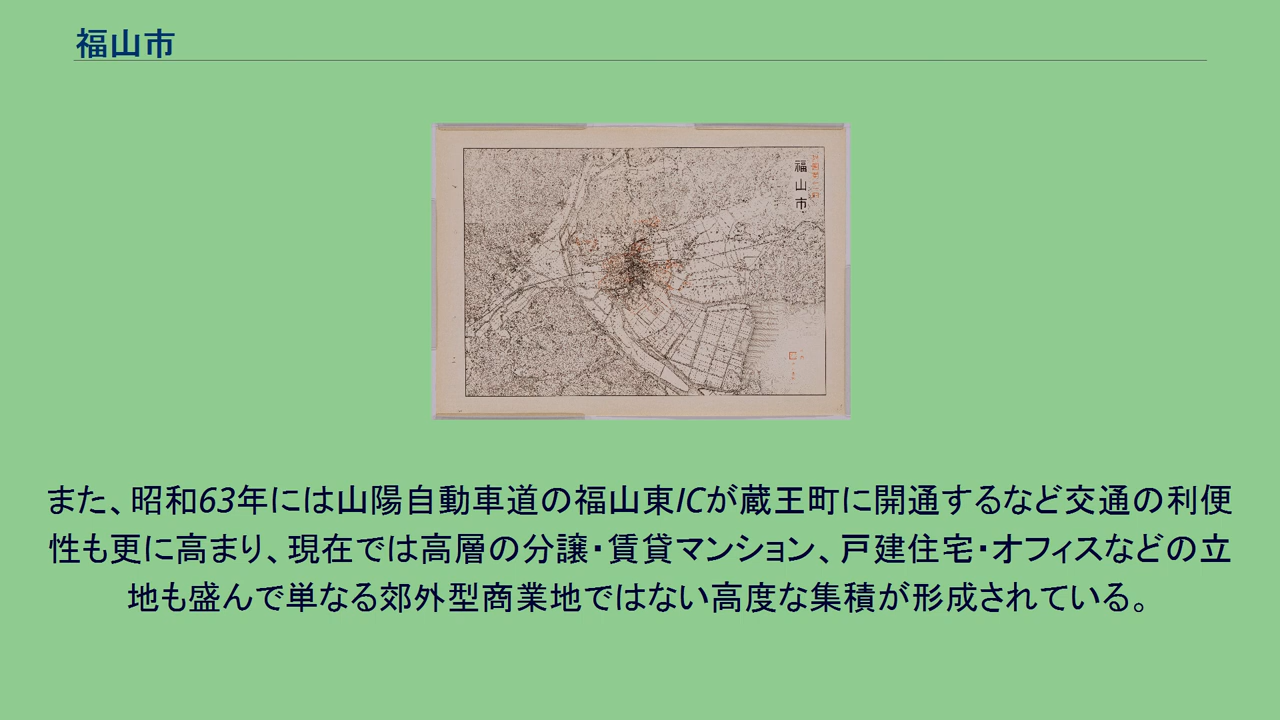 福山市
福山市
また、昭和63年には山陽自動車道の福山東ICが蔵王町に開通するなど交通の利便
性も更に高まり、現在では高層の分譲・賃貸マンション、戸建住宅・オフィスなどの立
地も盛んで単なる郊外型商業地ではない高度な集積が形成されている。